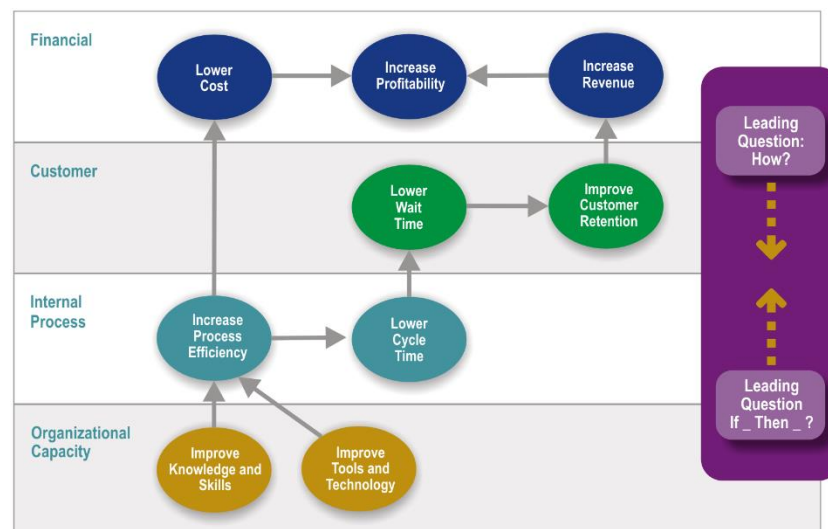 Financial
Lower
Cost
Increase
Profitability
Increase
Revenue
Leading
Question:
How?
Customer
Lower
Wait
Time
Improve
Customer
Retention
Internal
Process
Increase
Process
Efficiency
Lower
Cycle
Time
Leading
Question
If _ Then _ ?
Organizational
Capacity
Improve
Knowledge and
Skills
Improve
Tools and
Technology